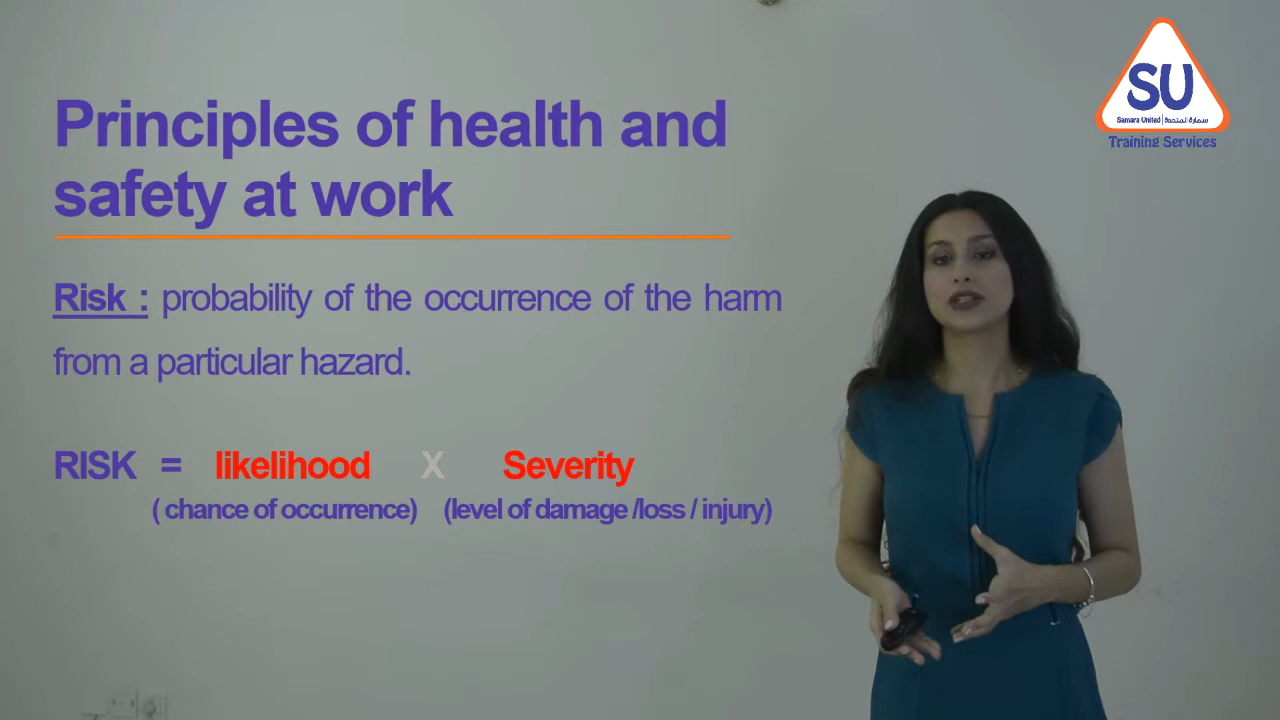 SU
Samara United | سمارة المتحدة
Training Services
Principles of health and
safety at work
Risk : probability of the occurrence of the harm
from a particular hazard.
RISK = likelihood X Severity
( chance of occurrence) (level of damage /loss / injury)